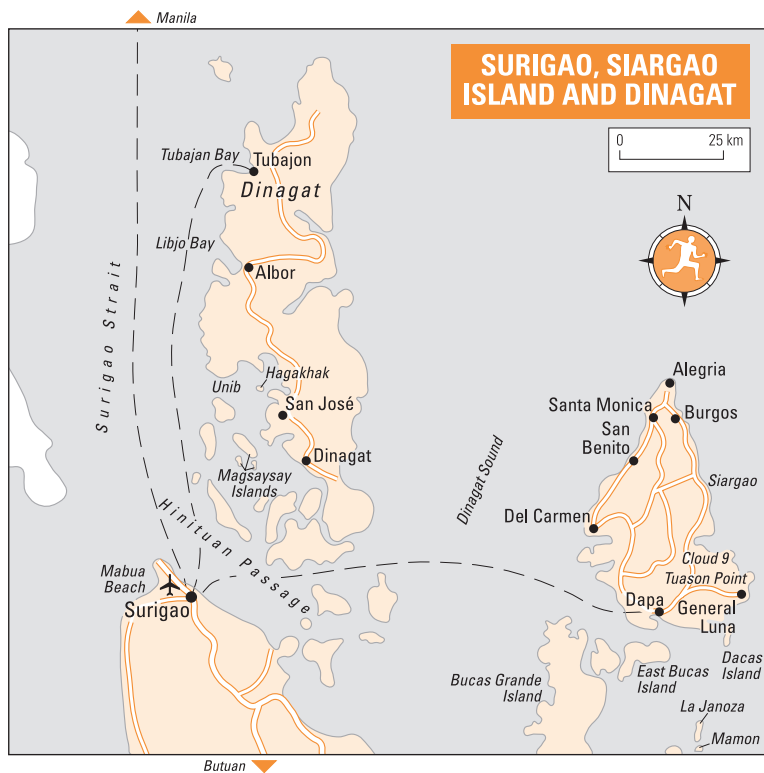 Manila
SURIGAO, SIARGAO
ISLAND AND DINAGAT
0 25 km
N
Tubajan Bay
Tubajon
Dinagat
Libjo Bay
Albor
Surigao Strait
Hagakhak
Unib
San José
Dinagat
Magsaysay
Islands
Hinituan Passage
Dinagat Sound
Alegria
Santa Monica
Burgos
San
Benito
Siargao
Del Carmen
Cloud 9
Tuason Point
Mabua
Beach
Surigao
Dapa
General
Luna
Dacas
Island
East Bucas
Island
Bucas Grande
Island
La Janoza
Mamon
Butuan